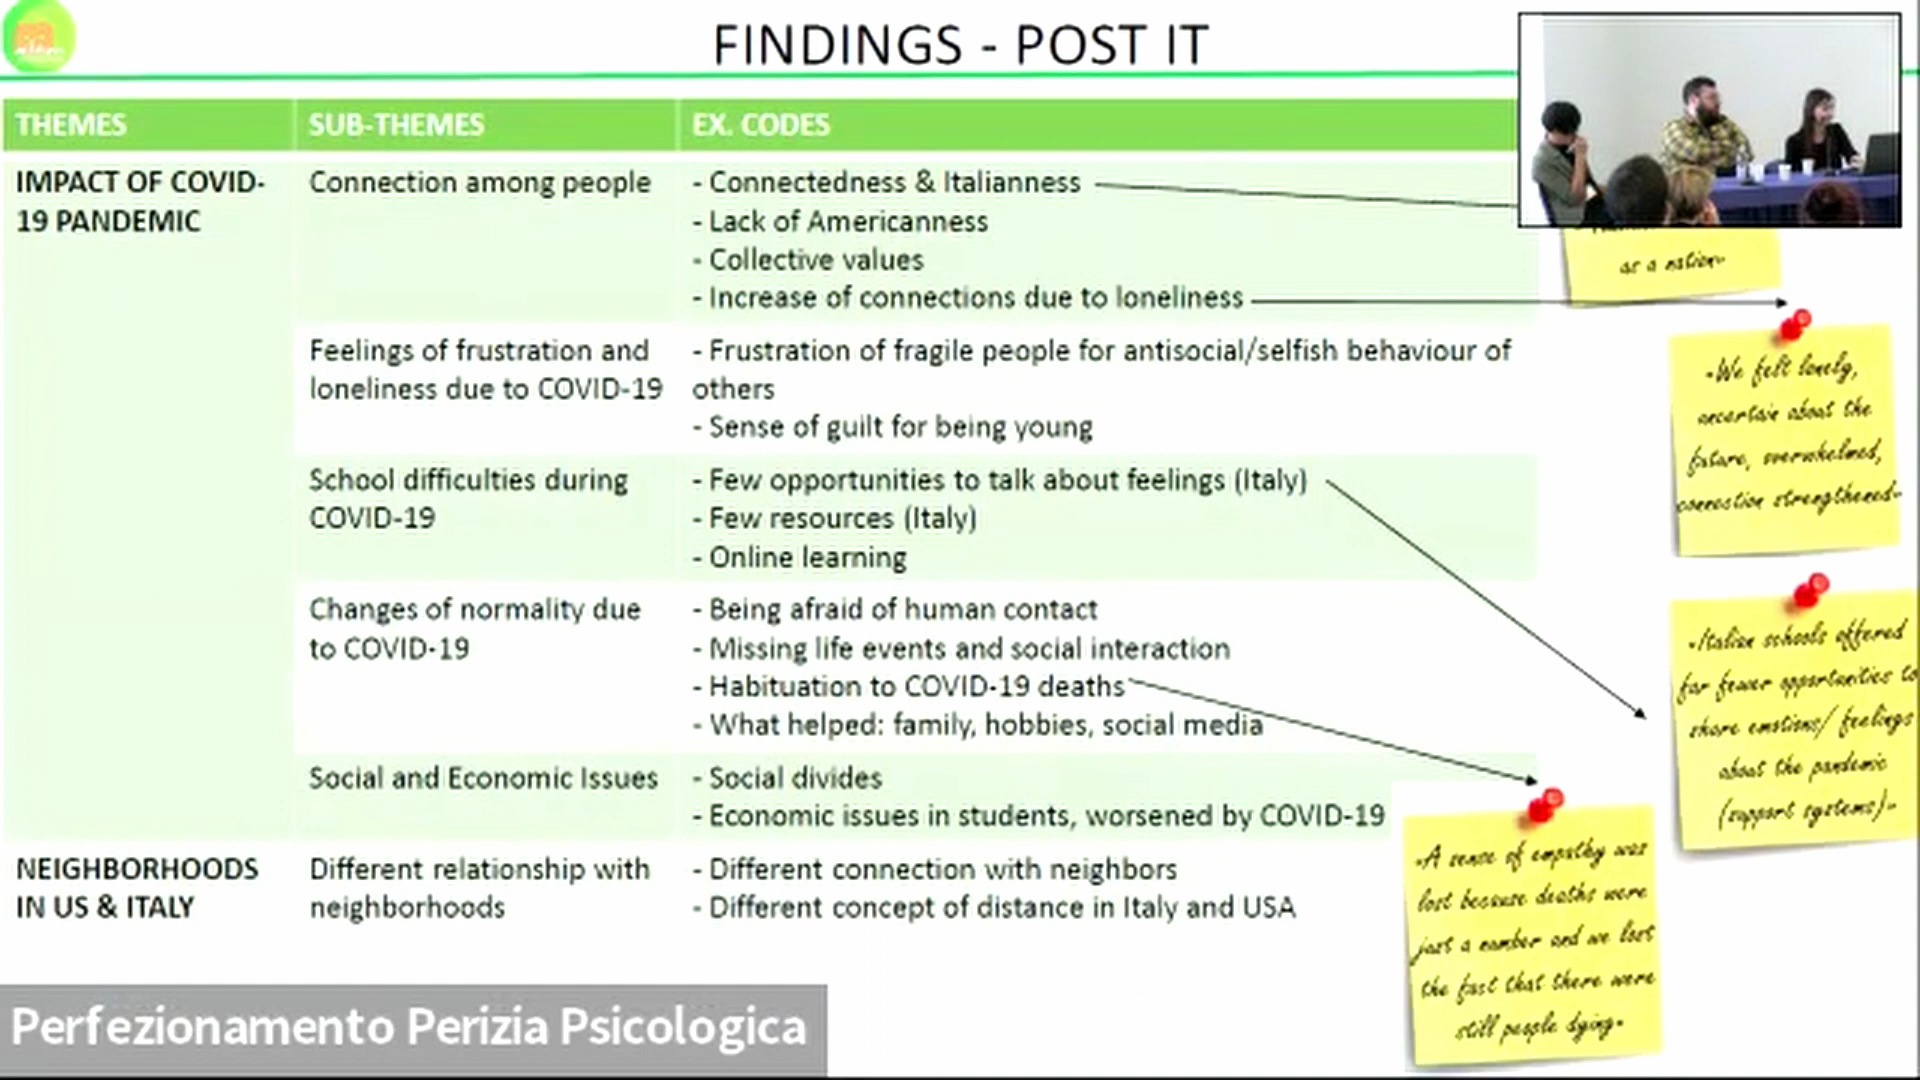 FINDINGS - POST IT
THEMES
SUB-THEMES
EX. CODES
IMPACT OF COVID-
19 PANDEMIC
Connection among people
- Connectedness & Italianness
- Lack of Americanness
- Collective values
- Increase of connections due to loneliness
Feelings of frustration and
loneliness due to COVID-19
- Frustration of fragile people for antisocial/selfish behaviour of
others
- Sense of guilt for being young
School difficulties during
COVID-19
- Few opportunities to talk about feelings (Italy)
- Few resources (Italy)
- Online learning
Changes of normality due
to COVID-19
- Being afraid of human contact
- Missing life events and social interaction
- Habituation to COVID-19 deaths
- What helped: family, hobbies, social media
Social and Economic Issues
- Social divides
- Economic issues in students, worsened by COVID-19
NEIGHBORHOODS
IN US & ITALY
Different relationship with
neighborhoods
- Different connection with neighbors
- Different concept of distance in Italy and USA
as a nation»
«We felt lonely,
uncertain about the
future, overwhelmed,
connection strengthened»
«Italian schools offered
far fewer opportunities to
share emotions/ feelings
about the pandemic
(support systems)»
«A sense of empathy was
lost because deaths were
just a number and we lost
the fact that there were
still people dying»
Perfezionamento Perizia Psicologica